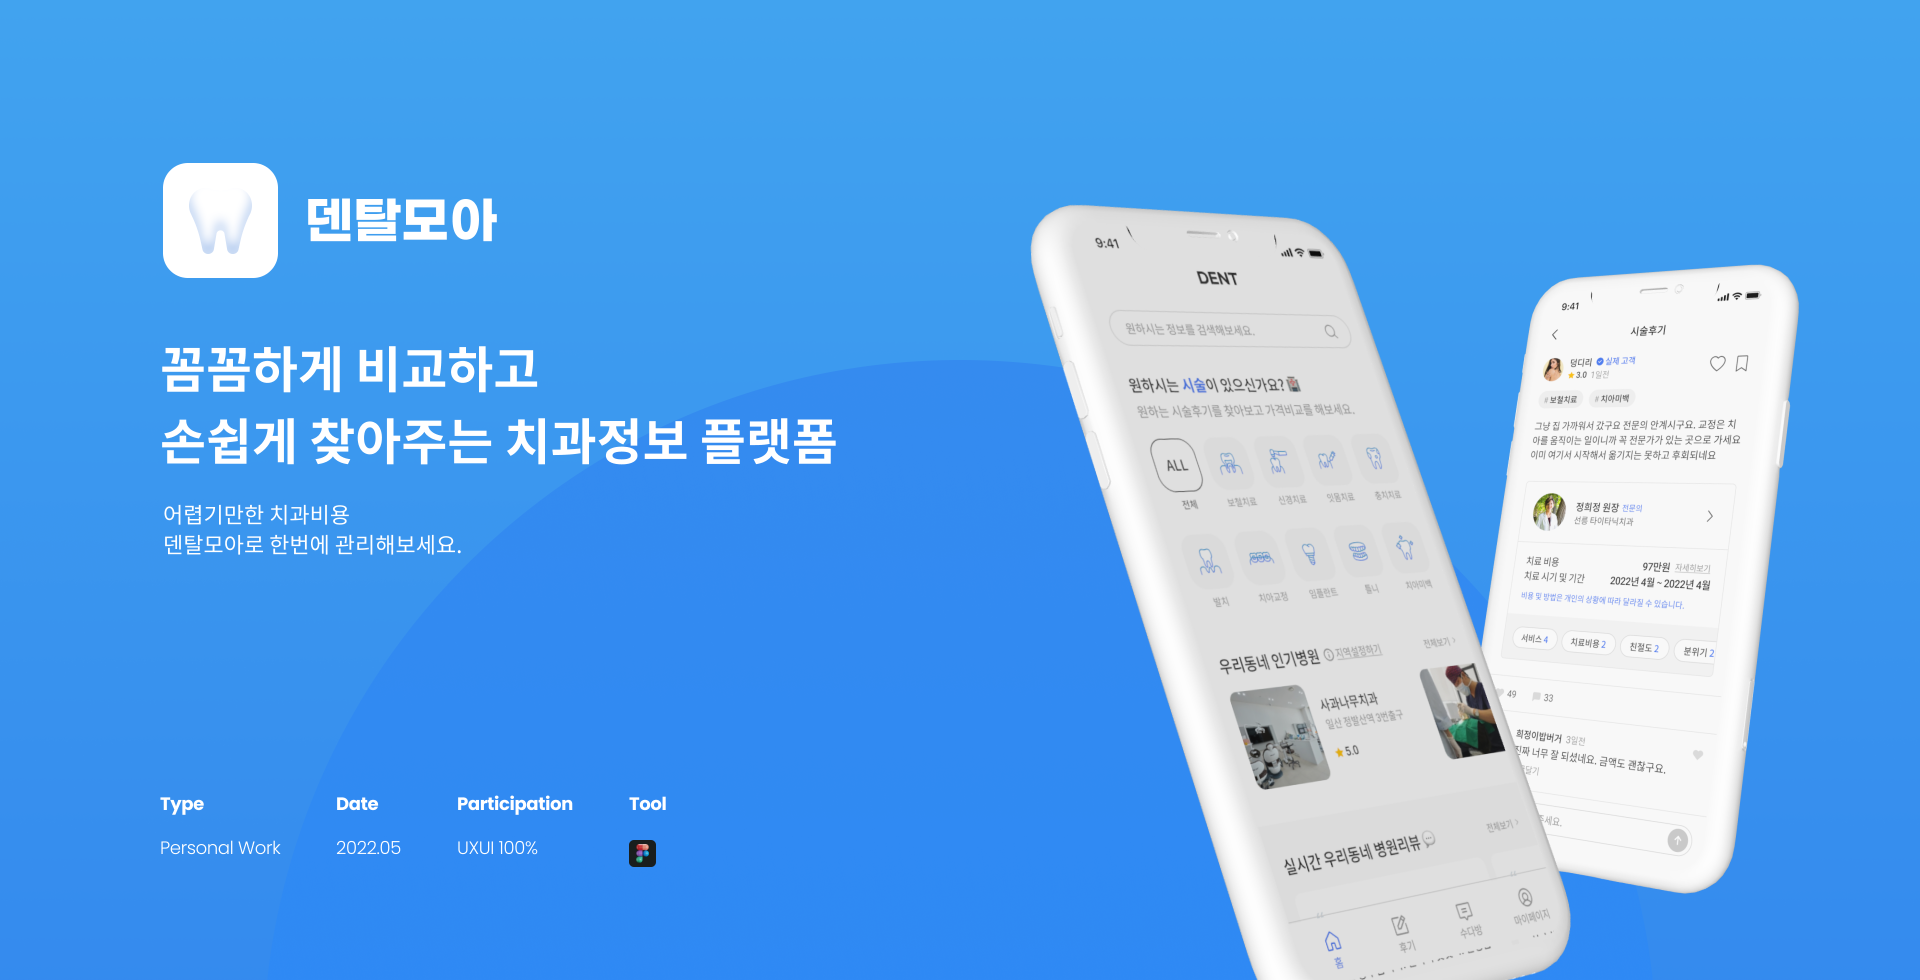 덴탈모아
꼼꼼하게 비교하고
손쉽게 찾아주는 치과정보 플랫폼
어렵기만한 치과비용
덴탈모아로 한번에 관리해보세요.
Type
Personal Work
Date
2022.05
Participation
UXUI 100%
Tool
9:41
DENT
원하시는 정보를 검색해보세요.
원하시는 시술이 있으신가요?
원하는 시술후기를 찾아보고 가격비교를 해보세요.
ALL
전체 보철치료 신경치료 잇몸치료 충치치료
발치 치아교정 임플란트 틀니 치아미백
우리동네 인기병원 지역설정하기 전체보기 >
사과나무치과
일산 정발산역 3번출구
5.0
실시간 우리동네 병원리뷰 전체보기 >
홈 후기 수다방 마이페이지
9:41
시술후기
덩디리 실제 고객
3.0 1일전
# 보철치료 # 치아미백
그냥 집 가까워서 갔구요 전문의 안계시구요. 교정은 치
아를 움직이는 일이니까 꼭 전문가가 있는 곳으로 가세요
이미 여기서 시작해서 옮기지는 못하고 후회되네요
정희정 원장 전문의
선릉 타이타닉치과
치료 비용 97만원 자세히보기
치료 시기 및 기간 2022년 4월 ~ 2022년 4월
비용 및 방법은 개인의 상황에 따라 달라질 수 있습니다.
서비스 4 치료비용 2 친절도 2 분위기 2
49 33
희정이밥버거 3일전
진짜 너무 잘 되셨네요. 금액도 괜찮구요.
달기
주세요.